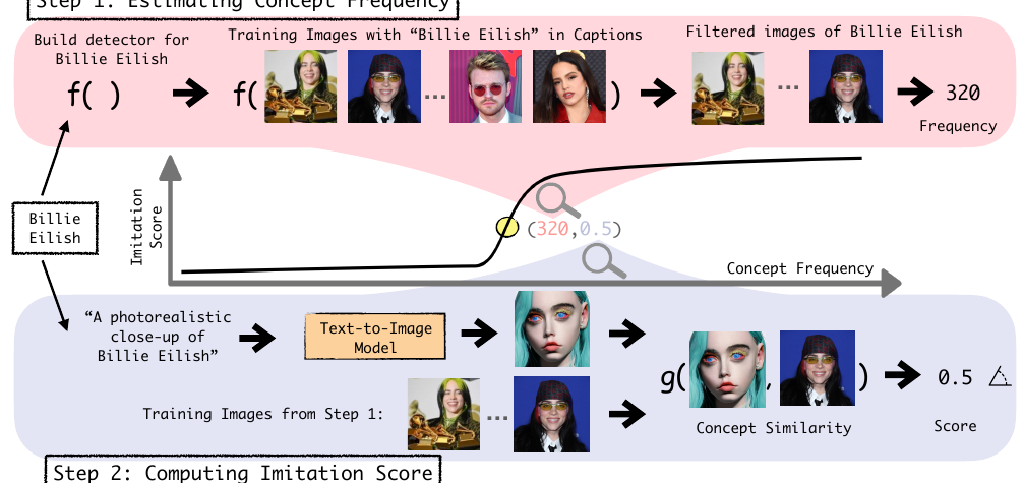 Step 1: Estimating Concept Frequency
Build detector for
Billie Eilish
Training Images with “Billie Eilish” in Captions
Filtered images of Billie Eilish
f( )
f(
...
)
...
320
Frequency
Imitation
Score
Billie
Eilish
(320,0.5)
Concept Frequency
“A photorealistic
close-up of
Billie Eilish”
Text-to-Image
Model
g(
,
)
0.5
Training Images from Step 1:
...
Concept Similarity
Score
Step 2: Computing Imitation Score